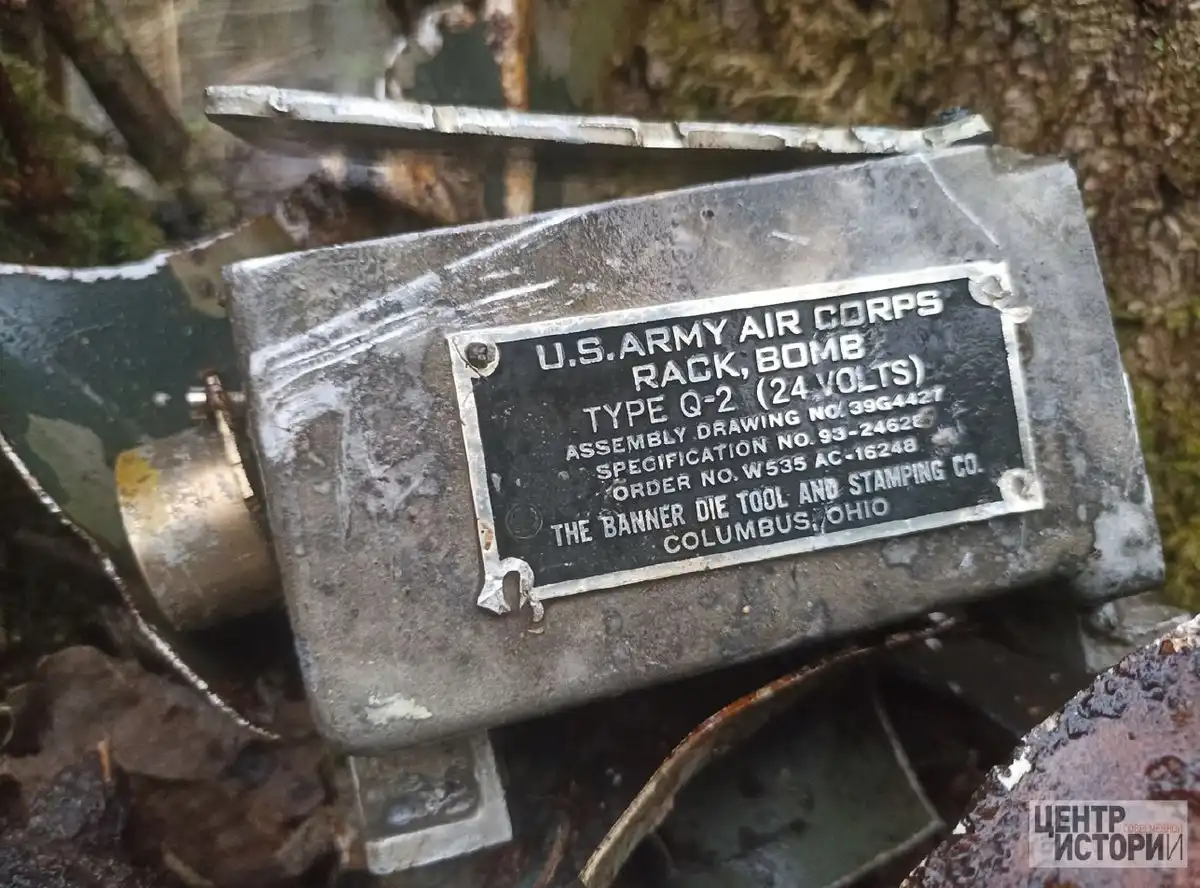 U.S. ARMY AIR CORPS
RACK, BOMB
TYPE Q-2 (24 VOLTS)
ASSEMBLY DRAWING NO. 39G4427
SPECIFICATION NO. 93-24628
ORDER NO. W535 AC-16248
THE BANNER DIE TOOL AND STAMPING CO.
COLUMBUS, OHIO
ЦЕНТР
СОВРЕМЕННОЙ
ИСТОРИИ